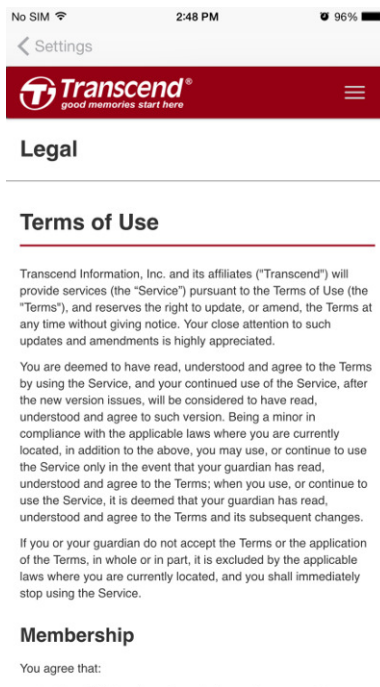 No SIM 2:48 PM 96%
Settings
Transcend®
good memories start here
Legal
Terms of Use
Transcend Information, Inc. and its affiliates ("Transcend") will
provide services (the “Service”) pursuant to the Terms of Use (the
"Terms"), and reserves the right to update, or amend, the Terms at
any time without giving notice. Your close attention to such
updates and amendments is highly appreciated.
You are deemed to have read, understood and agree to the Terms
by using the Service, and your continued use of the Service, after
the new version issues, will be considered to have read,
understood and agree to such version. Being a minor in
compliance with the applicable laws where you are currently
located, in addition to the above, you may use, or continue to use
the Service only in the event that your guardian has read,
understood and agree to the Terms; when you use, or continue to
use the Service, it is deemed that your guardian has read,
understood and agree to the Terms and its subsequent changes.
If you or your guardian do not accept the Terms or the application
of the Terms, in whole or in part, it is excluded by the applicable
laws where you are currently located, and you shall immediately
stop using the Service.
Membership
You agree that: